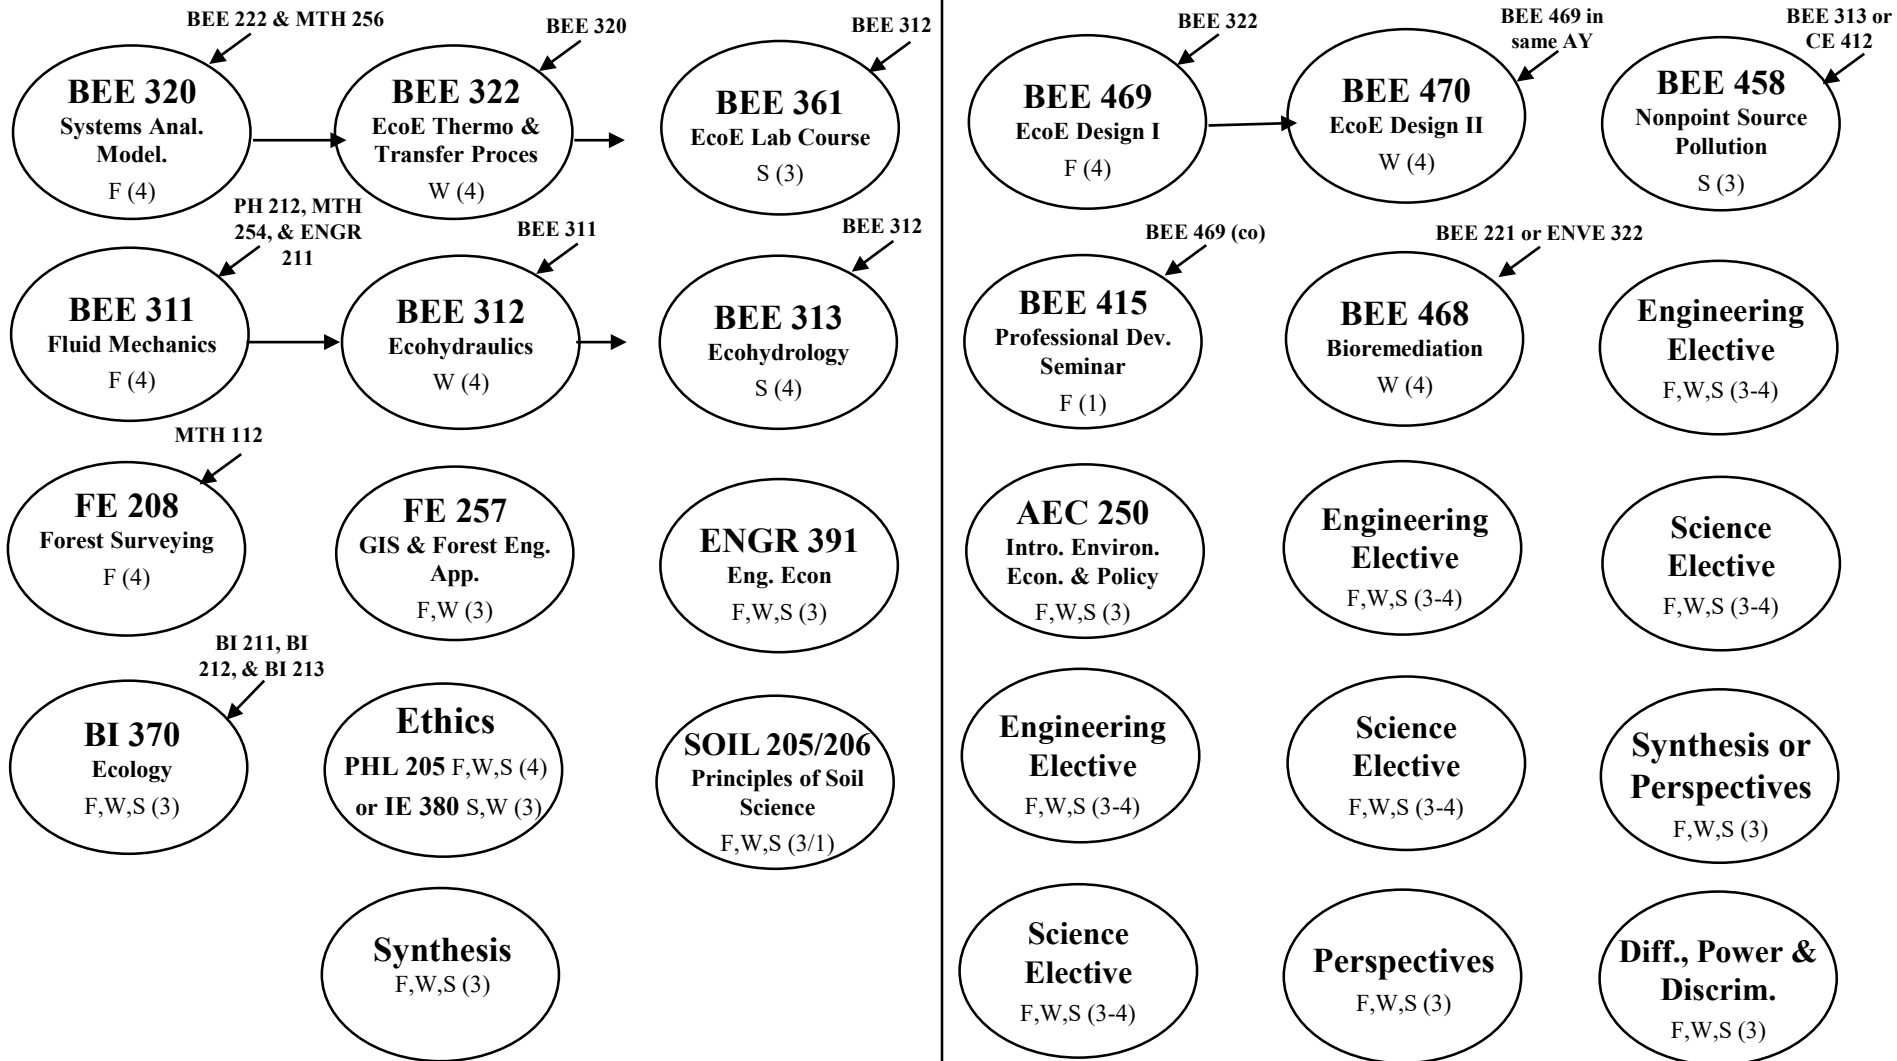 BEE 222 & MTH 256
BEE 320
Systems Anal.
Model.
F (4)
BEE 320
BEE 322
EcoE Thermo &
Transfer Proces
W (4)
BEE 312
BEE 361
EcoE Lab Course
S (3)
PH 212, MTH
254, & ENGR
211
BEE 311
Fluid Mechanics
F (4)
BEE 311
BEE 312
Ecohydraulics
W (4)
BEE 312
BEE 313
Ecohydrology
S (4)
MTH 112
FE 208
Forest Surveying
F (4)
FE 257
GIS & Forest Eng.
App.
F,W (3)
ENGR 391
Eng. Econ
F,W,S (3)
BI 211, BI
212, & BI 213
BI 370
Ecology
F,W,S (3)
Ethics
PHL 205 F,W,S (4)
or IE 380 S,W (3)
SOIL 205/206
Principles of Soil
Science
F,W,S (3/1)
Synthesis
F,W,S (3)
BEE 322
BEE 469
EcoE Design I
F (4)
BEE 469 in
same AY
BEE 470
EcoE Design II
W (4)
BEE 313 or
CE 412
BEE 458
Nonpoint Source
Pollution
S (3)
BEE 469 (co)
BEE 415
Professional Dev.
Seminar
F (1)
BEE 221 or ENVE 322
BEE 468
Bioremediation
W (4)
Engineering
Elective
F,W,S (3-4)
AEC 250
Intro. Environ.
Econ. & Policy
F,W,S (3)
Engineering
Elective
F,W,S (3-4)
Science
Elective
F,W,S (3-4)
Engineering
Elective
F,W,S (3-4)
Science
Elective
F,W,S (3-4)
Synthesis or
Perspectives
F,W,S (3)
Science
Elective
F,W,S (3-4)
Perspectives
F,W,S (3)
Diff., Power &
Discrim.
F,W,S (3)